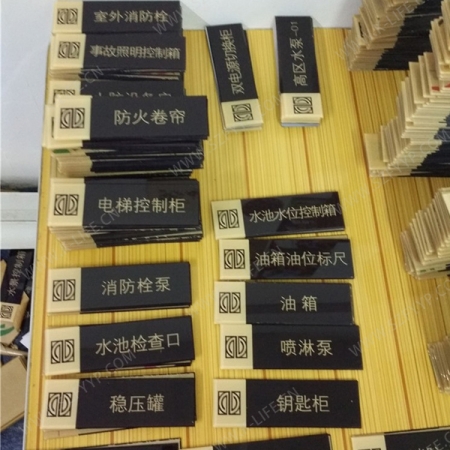 室外消防栓
事故照明控制箱
防火卷帘
电梯控制柜
消防栓泵
水池检查口
稳压罐
双电源切换柜
高区水泵-01
水池水位控制箱
油箱油位标尺
油箱
喷淋泵
钥匙柜